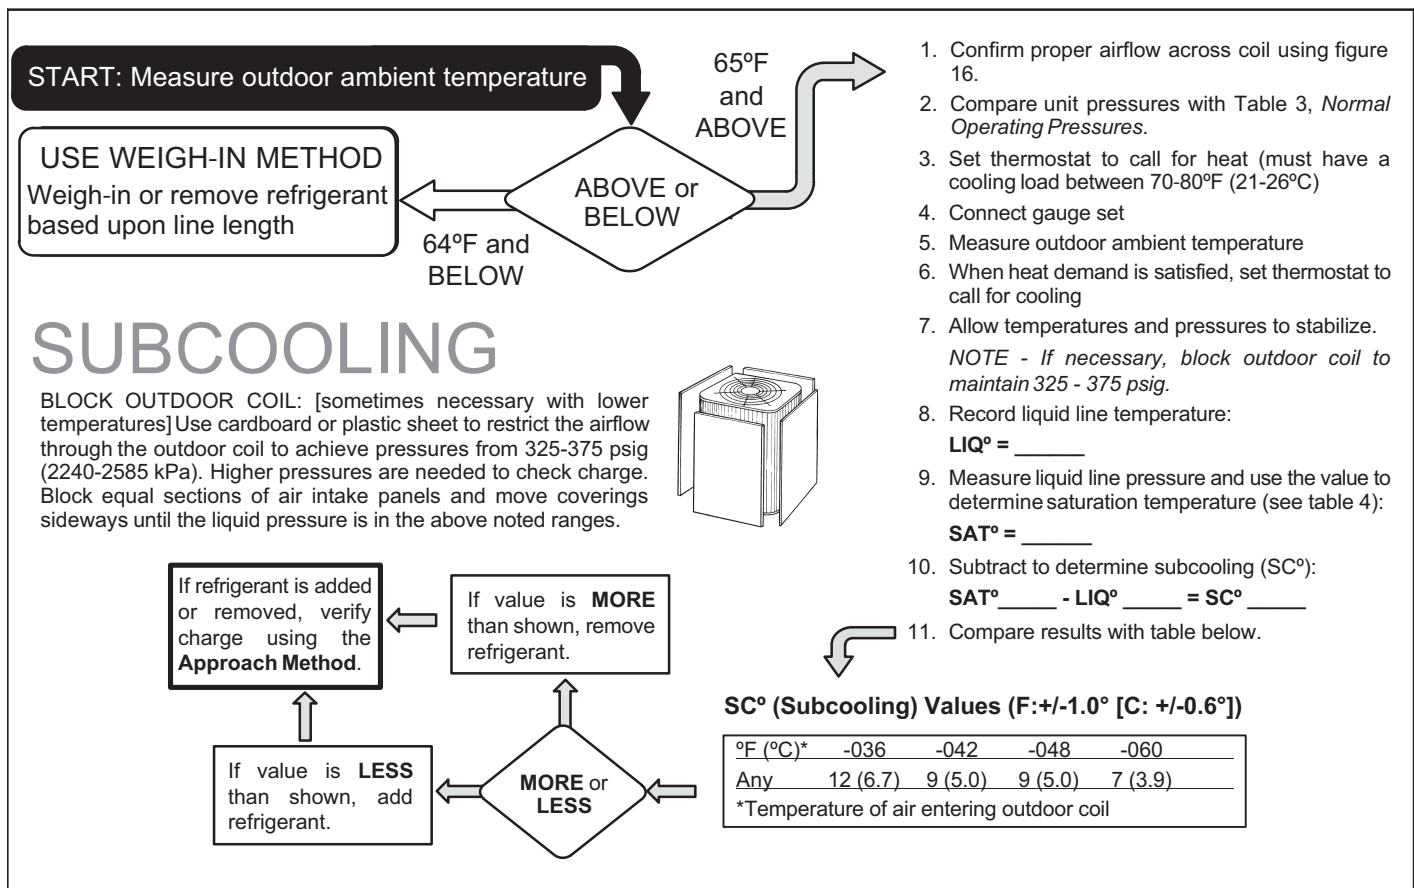 START: Measure outdoor ambient temperature
65ºF
and
ABOVE
ABOVE or
BELOW
64ºF and
BELOW
USE WEIGH-IN METHOD
Weigh-in or remove refrigerant
based upon line length
SUBCOOLING
BLOCK OUTDOOR COIL: [sometimes necessary with lower
temperatures] Use cardboard or plastic sheet to restrict the airflow
through the outdoor coil to achieve pressures from 325-375 psig
(2240-2585 kPa). Higher pressures are needed to check charge.
Block equal sections of air intake panels and move coverings
sideways until the liquid pressure is in the above noted ranges.
1. Confirm proper airflow across coil using figure
16.
2. Compare unit pressures with Table 3, Normal
Operating Pressures.
3. Set thermostat to call for heat (must have a
cooling load between 70-80ºF (21-26ºC)
4. Connect gauge set
5. Measure outdoor ambient temperature
6. When heat demand is satisfied, set thermostat to
call for cooling
7. Allow temperatures and pressures to stabilize.
NOTE - If necessary, block outdoor coil to
maintain 325 - 375 psig.
8. Record liquid line temperature:
LIQº = ______
9. Measure liquid line pressure and use the value to
determine saturation temperature (see table 4):
SATº = ______
10. Subtract to determine subcooling (SCº):
SATº_____ - LIQº _____ = SCº _____
11. Compare results with table below.
SCº (Subcooling) Values (F:+/-1.0° [C: +/-0.6°])
ºF (ºC)* -036 -042 -048 -060
Any 12 (6.7) 9 (5.0) 9 (5.0) 7 (3.9)
*Temperature of air entering outdoor coil
MORE or
LESS
If value is MORE
than shown, remove
refrigerant.
If value is LESS
than shown, add
refrigerant.
If refrigerant is added
or removed, verify
charge using the
Approach Method.